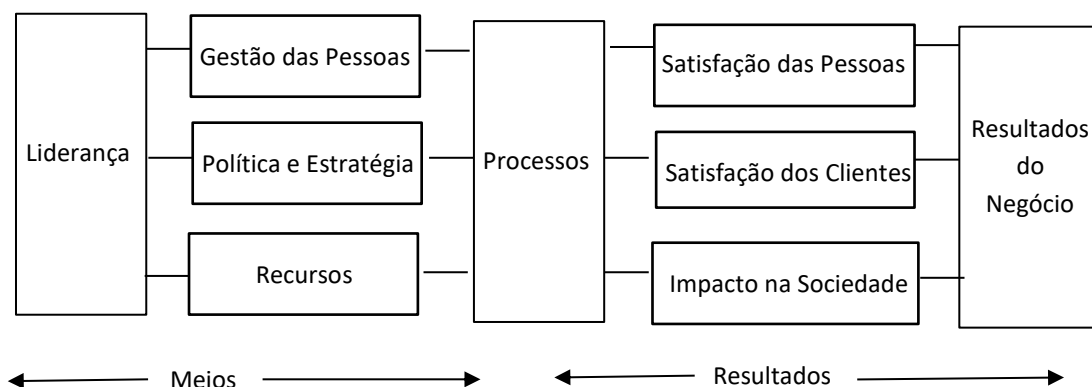 Liderança
Gestão das Pessoas
Política e Estratégia
Recursos
Processos
Satisfação das Pessoas
Satisfação dos Clientes
Impacto na Sociedade
Resultados
do
Negócio
Meios
Resultados